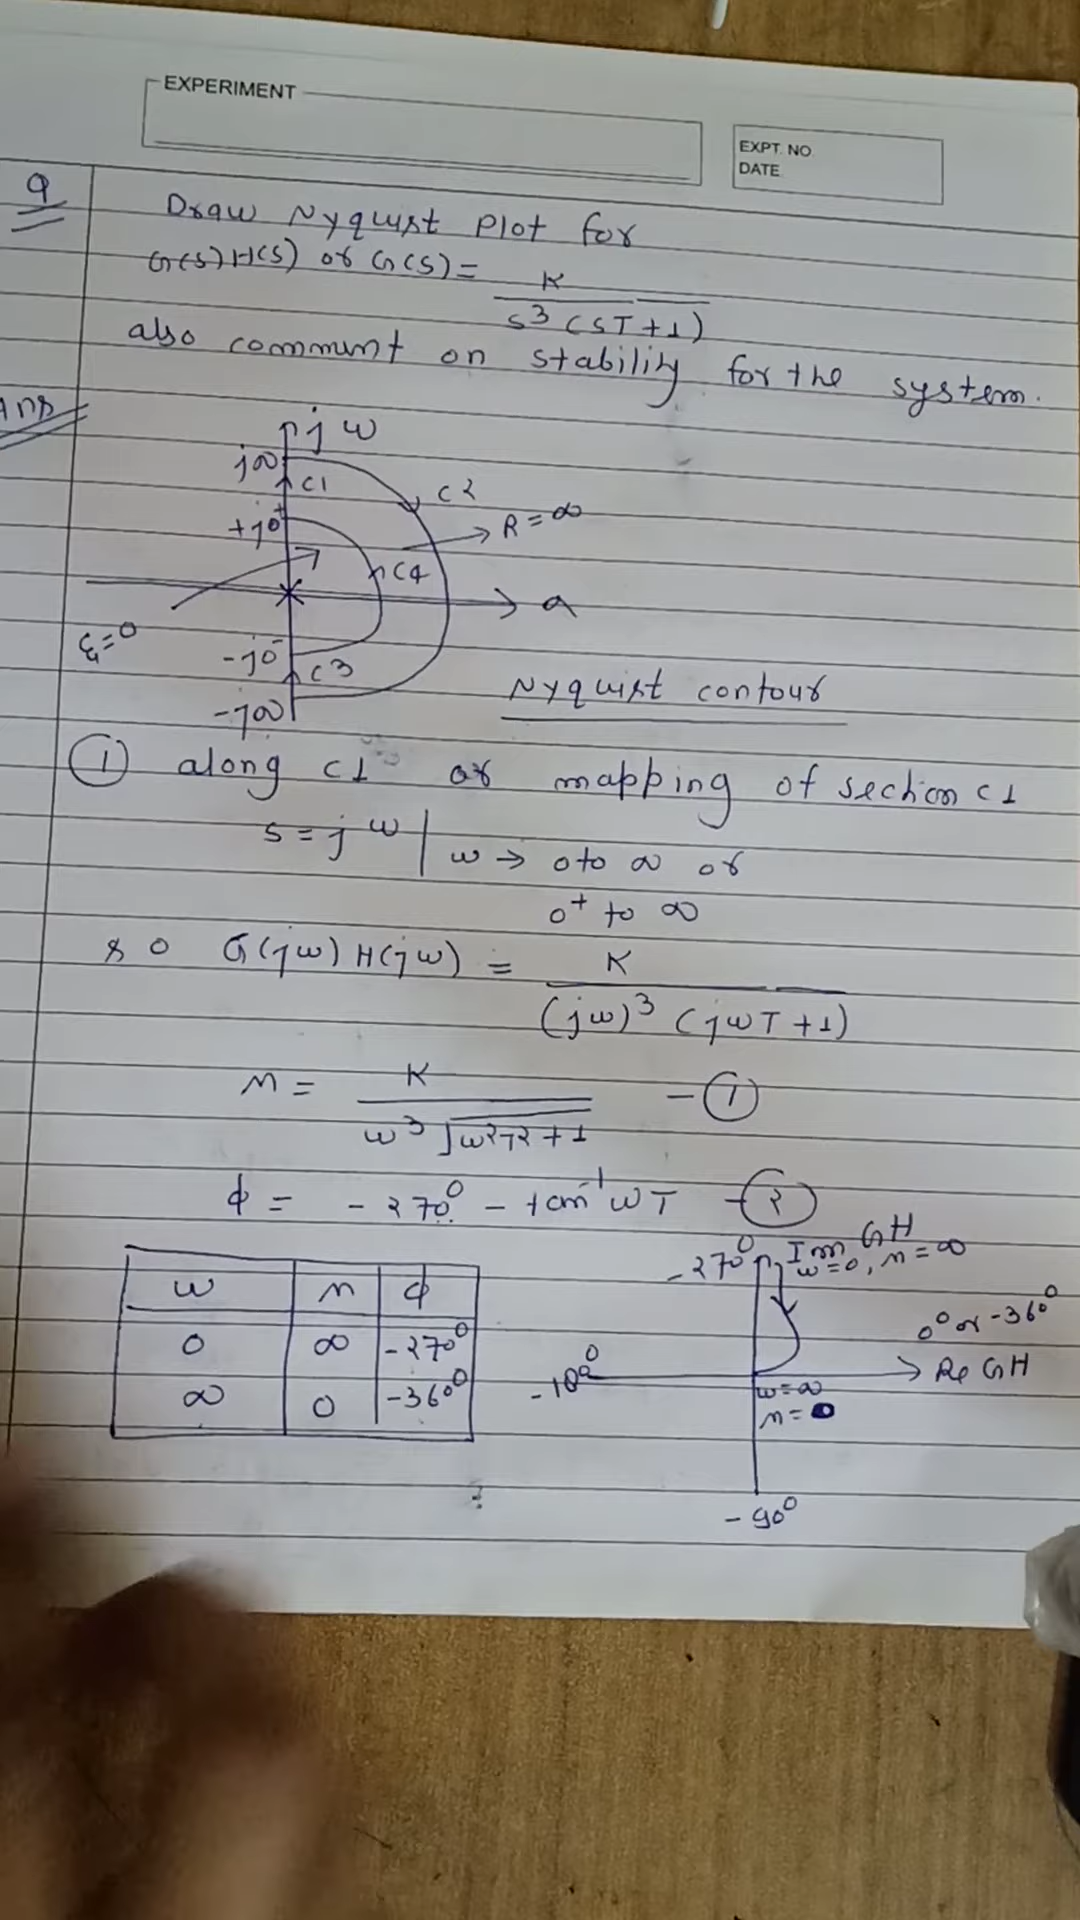 EXPERIMENT
EXPT. NO.
DATE
Q
Draw Nyquist Plot for
G(s)H(s) or G(s) = K / s³(sT+1)
also comment on stability for the system.
Ans
jω
j∞
C1
C2
+j0⁺
R=∞
C4
σ
ε=0
-j0⁻
C3
-j∞
Nyquist contour
① along C1 or mapping of section C1
s = jω | ω → 0 to ∞ or
0⁺ to ∞
so G(jω)H(jω) = K / (jω)³ (jωT+1)
M = K / ω³√ω²T²+1 - ①
ϕ = -270° - tan⁻¹ωT - ②
ω M ϕ
0 ∞ -270°
∞ 0 -360°
-270° Im GH
ω=0, M=∞
0° or -360°
-180° Re GH
ω=∞
M=0
-90°